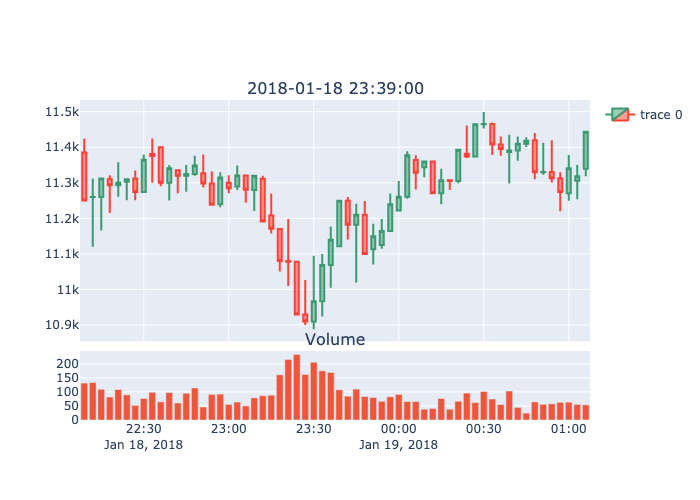 2018-01-18 23:39:00
11.5k
11.4k
11.3k
11.2k
11.1k
11k
10.9k
trace 0
Volume
200
150
100
50
0
22:30 23:00 23:30 00:00 00:30 01:00
Jan 18, 2018 Jan 19, 2018